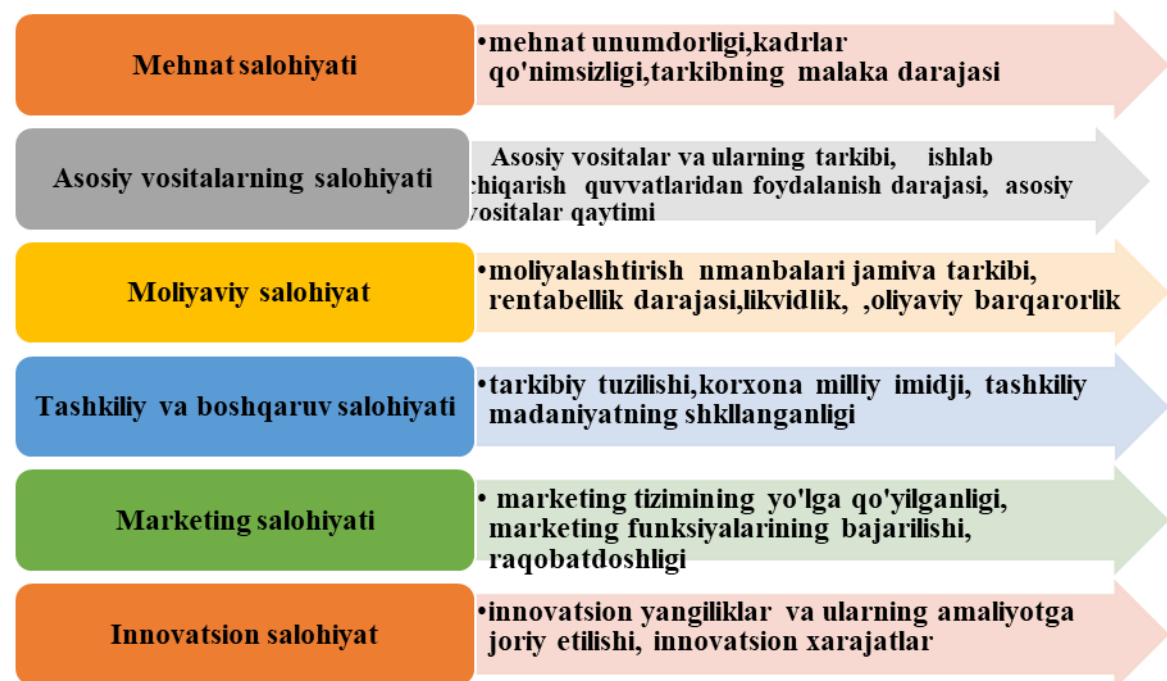 Mehnat salohiyati
•mehnat unumdorligi,kadrlar
qo'nimsizligi,tarkibning malaka darajasi
Asosiy vositalarning salohiyati
Asosiy vositalar va ularning tarkibi, ishlab
chiqarish quvvatlaridan foydalanish darajasi, asosiy
vositalar qaytimi
Moliyaviy salohiyat
•moliyalashtirish nmanbalari jamiva tarkibi,
rentabellik darajasi,likvidlik, ,oliyaviy barqarorlik
Tashkiliy va boshqaruv salohiyati
•tarkibiy tuzilishi,korxona milliy imidji, tashkiliy
madaniyatning shkllanganligi
Marketing salohiyati
• marketing tizimining yo'lga qo'yilganligi,
marketing funksiyalarining bajarilishi,
raqobatdoshligi
Innovatsion salohiyat
•innovatsion yangiliklar va ularning amaliyotga
joriy etilishi, innovatsion xarajatlar